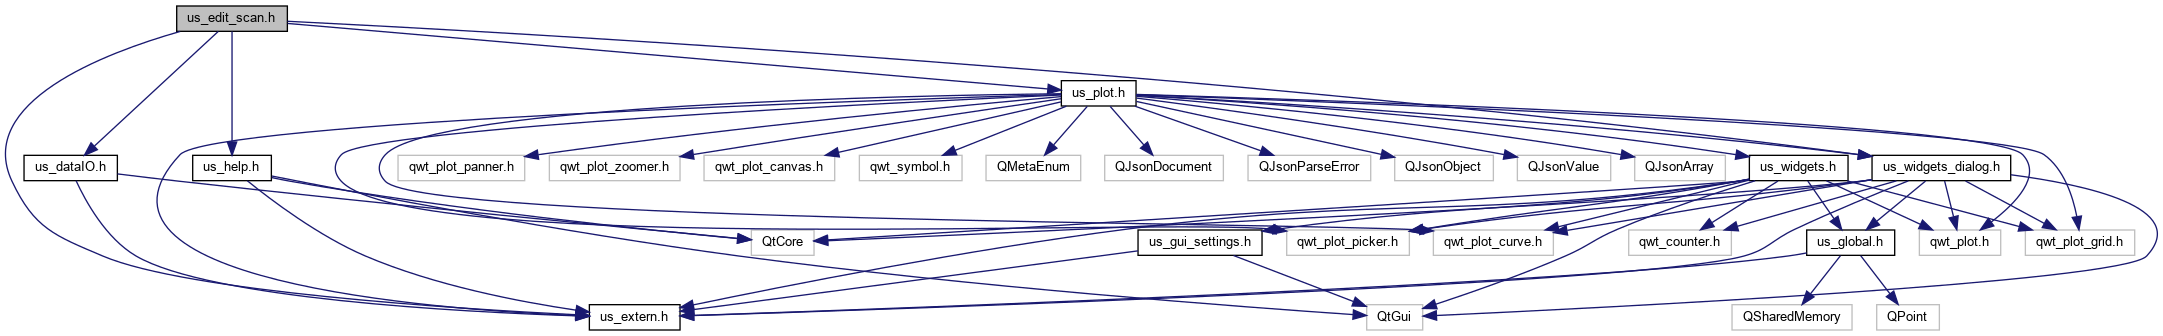 us_edit_scan.h
us_plot.h
us_dataIO.h
us_help.h
qwt_plot_panner.h
qwt_plot_zoomer.h
qwt_plot_canvas.h
qwt_symbol.h
QMetaEnum
QJsonDocument
QJsonParseError
QJsonObject
QJsonValue
QJsonArray
us_widgets.h
us_widgets_dialog.h
QtCore
us_gui_settings.h
qwt_plot_picker.h
qwt_plot_curve.h
qwt_counter.h
us_global.h
qwt_plot.h
qwt_plot_grid.h
us_extern.h
QtGui
QSharedMemory
QPoint